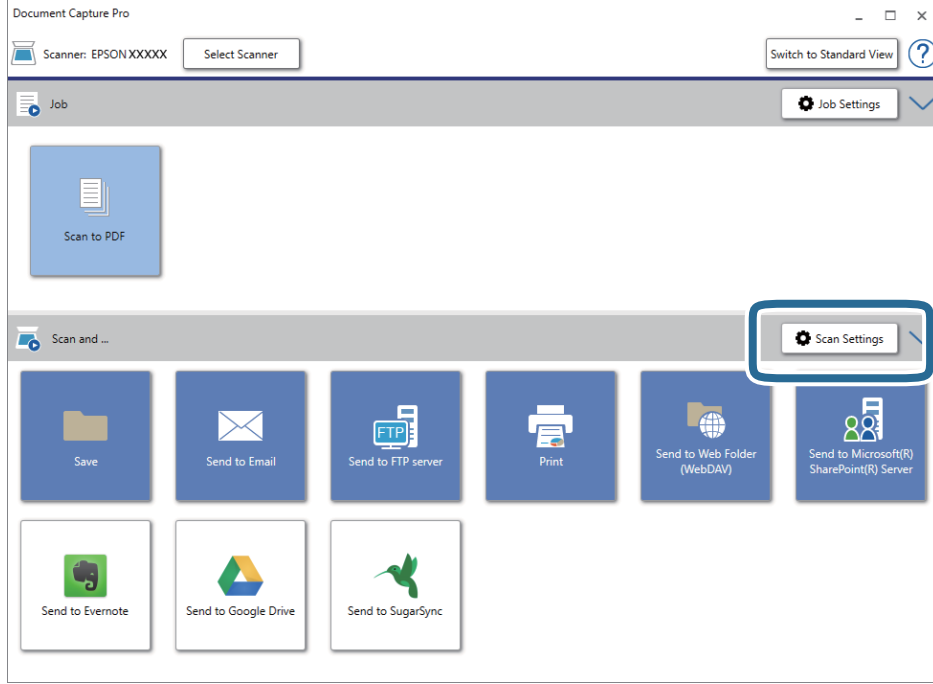 Document Capture Pro
Scanner: EPSON XXXXX
Select Scanner
Switch to Standard View
?
Job
Job Settings
Scan to PDF
Scan and ...
Scan Settings
Save
Send to Email
FTP
Send to FTP server
Print
Send to Web Folder
(WebDAV)
Send to Microsoft(R)
SharePoint(R) Server
Send to Evernote
Send to Google Drive
Send to SugarSync